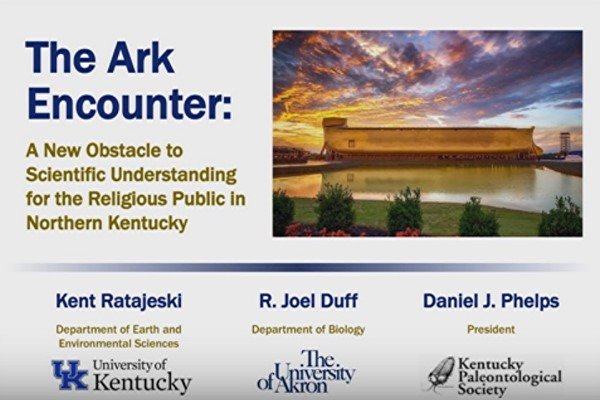 The Ark
Encounter:
A New Obstacle to
Scientific Understanding
for the Religious Public in
Northern Kentucky
Kent Ratajeski
R. Joel Duff
Daniel J. Phelps
Department of Earth and
Environmental Sciences
Department of Biology
President
UK University of
Kentucky
The
University
of Akron
Kentucky
Paleontological
Society